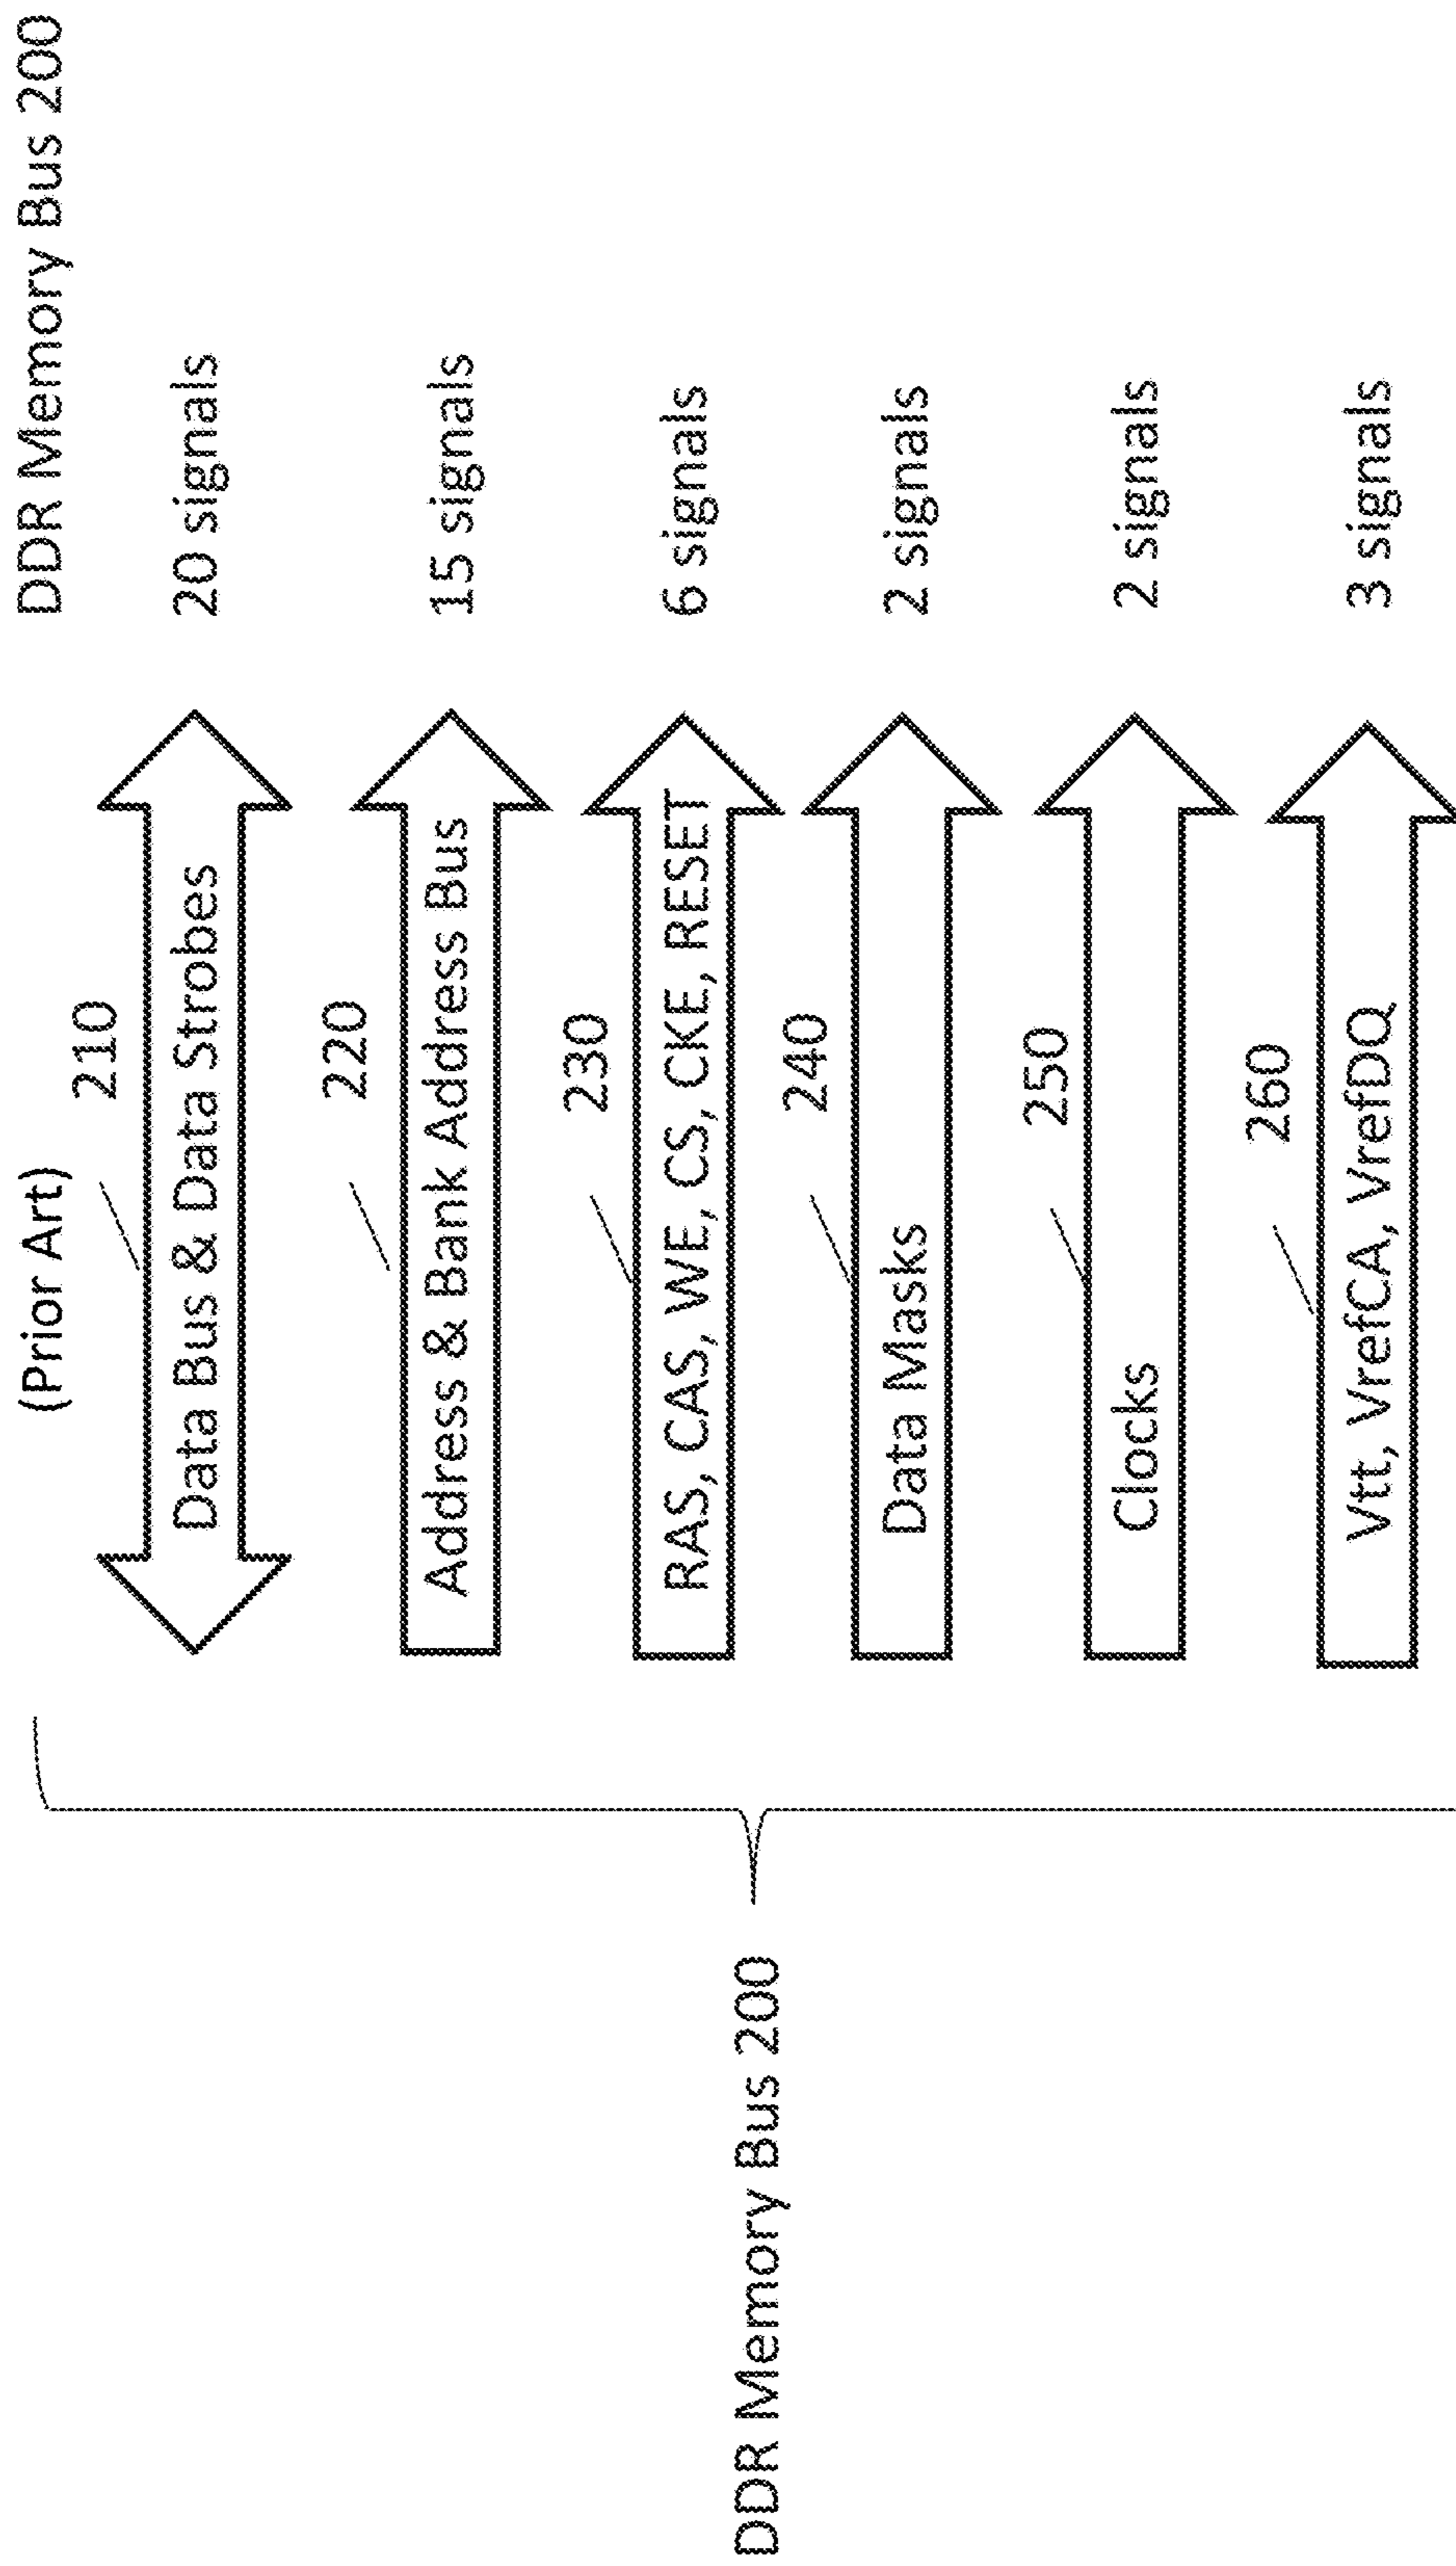 (Prior Art)
DDR Memory Bus 200
210
Data Bus & Data Strobes
20 signals
220
Address & Bank Address Bus
15 signals
230
RAS, CAS, WE, CS, CKE, RESET
6 signals
DDR Memory Bus 200
240
Data Masks
2 signals
250
Clocks
2 signals
260
Vtt, VrefCA, VrefDQ
3 signals